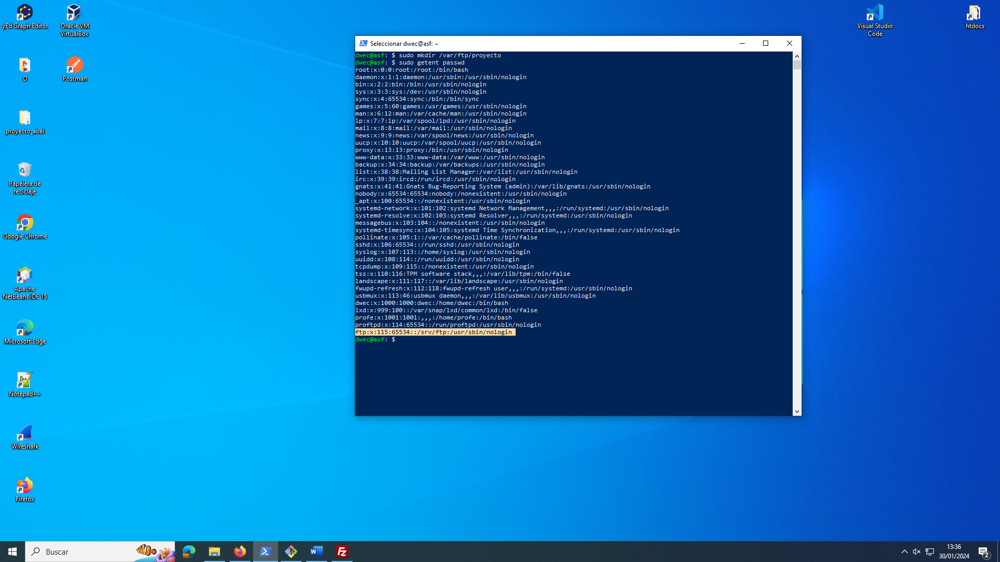 yEd Graph Editor
Oracle VM
VirtualBox
D
Postman
proyecto_abel
Papelera de
reciclaje
Google Chrome
Apache
NetBeans IDE 15
Microsoft Edge
Notepad++
Wireshark
Firefox
Visual Studio
Code
htdocs
Seleccionar dwec@asf: ~
dwec@asf: $ sudo mkdir /var/ftp/proyecto
dwec@asf: $ sudo getent passwd
root:x:0:0:root:/root:/bin/bash
daemon:x:1:1:daemon:/usr/sbin:/usr/sbin/nologin
bin:x:2:2:bin:/bin:/usr/sbin/nologin
sys:x:3:3:sys:/dev:/usr/sbin/nologin
sync:x:4:65534:sync:/bin:/bin/sync
games:x:5:60:games:/usr/games:/usr/sbin/nologin
man:x:6:12:man:/var/cache/man:/usr/sbin/nologin
lp:x:7:7:lp:/var/spool/lpd:/usr/sbin/nologin
mail:x:8:8:mail:/var/mail:/usr/sbin/nologin
news:x:9:9:news:/var/spool/news:/usr/sbin/nologin
uucp:x:10:10:uucp:/var/spool/uucp:/usr/sbin/nologin
proxy:x:13:13:proxy:/bin:/usr/sbin/nologin
www-data:x:33:33:www-data:/var/www:/usr/sbin/nologin
backup:x:34:34:backup:/var/backups:/usr/sbin/nologin
list:x:38:38:Mailing List Manager:/var/list:/usr/sbin/nologin
irc:x:39:39:ircd:/run/ircd:/usr/sbin/nologin
gnats:x:41:41:Gnats Bug-Reporting System (admin):/var/lib/gnats:/usr/sbin/nologin
nobody:x:65534:65534:nobody:/nonexistent:/usr/sbin/nologin
_apt:x:100:65534::/nonexistent:/usr/sbin/nologin
systemd-network:x:101:102:systemd Network Management,,,:/run/systemd:/usr/sbin/nologin
systemd-resolve:x:102:103:systemd Resolver,,,:/run/systemd:/usr/sbin/nologin
messagebus:x:103:104::/nonexistent:/usr/sbin/nologin
systemd-timesync:x:104:105:systemd Time Synchronization,,,:/run/systemd:/usr/sbin/nologin
pollinate:x:105:1::/var/cache/pollinate:/bin/false
sshd:x:106:65534::/run/sshd:/usr/sbin/nologin
syslog:x:107:113::/home/syslog:/usr/sbin/nologin
uuidd:x:108:114::/run/uuidd:/usr/sbin/nologin
tcpdump:x:109:115::/nonexistent:/usr/sbin/nologin
tss:x:110:116:TPM software stack,,,:/var/lib/tpm:/bin/false
landscape:x:111:117::/var/lib/landscape:/usr/sbin/nologin
fwupd-refresh:x:112:118:fwupd-refresh user,,,:/run/systemd:/usr/sbin/nologin
usbmux:x:113:46:usbmux daemon,,,:/var/lib/usbmux:/usr/sbin/nologin
dwec:x:1000:1000:dwec:/home/dwec:/bin/bash
lxd:x:999:100::/var/snap/lxd/common/lxd:/bin/false
profe:x:1001:1001:,,,:/home/profe:/bin/bash
proftpd:x:114:65534::/run/proftpd:/usr/sbin/nologin
ftp:x:115:65534::/srv/ftp:/usr/sbin/nologin
dwec@asf: $
Buscar
13:36
30/01/2024
2